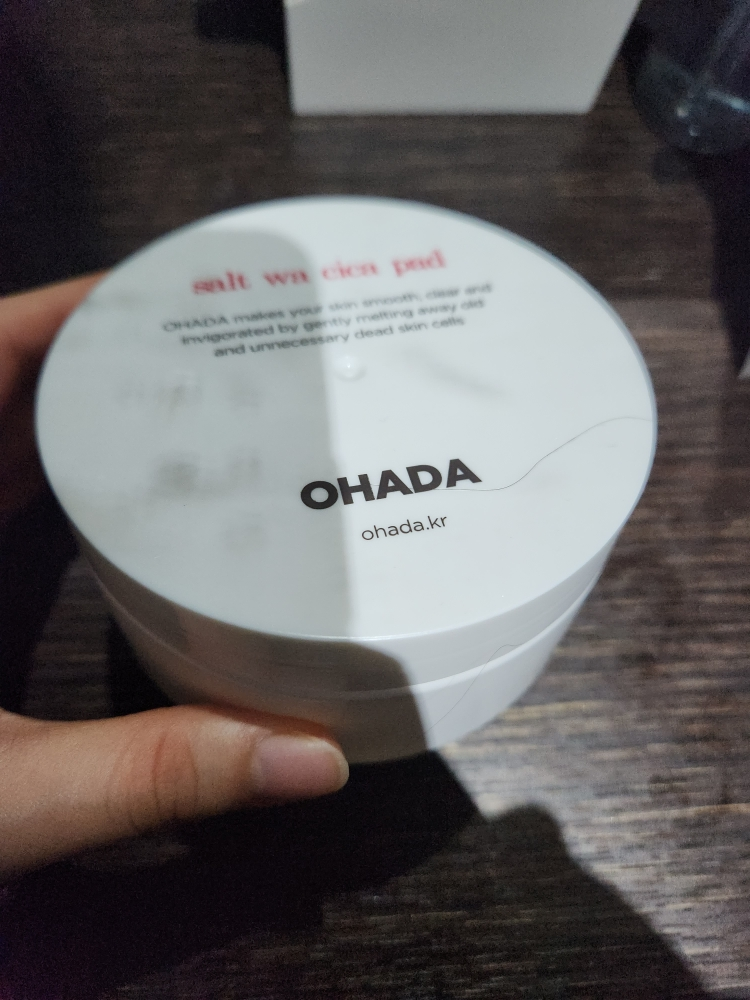 salt wa cica pad
OHADA makes your skin smooth, clear and
invigorated by gently melting away old
and unnecessary dead skin cells
OHADA
ohada.kr